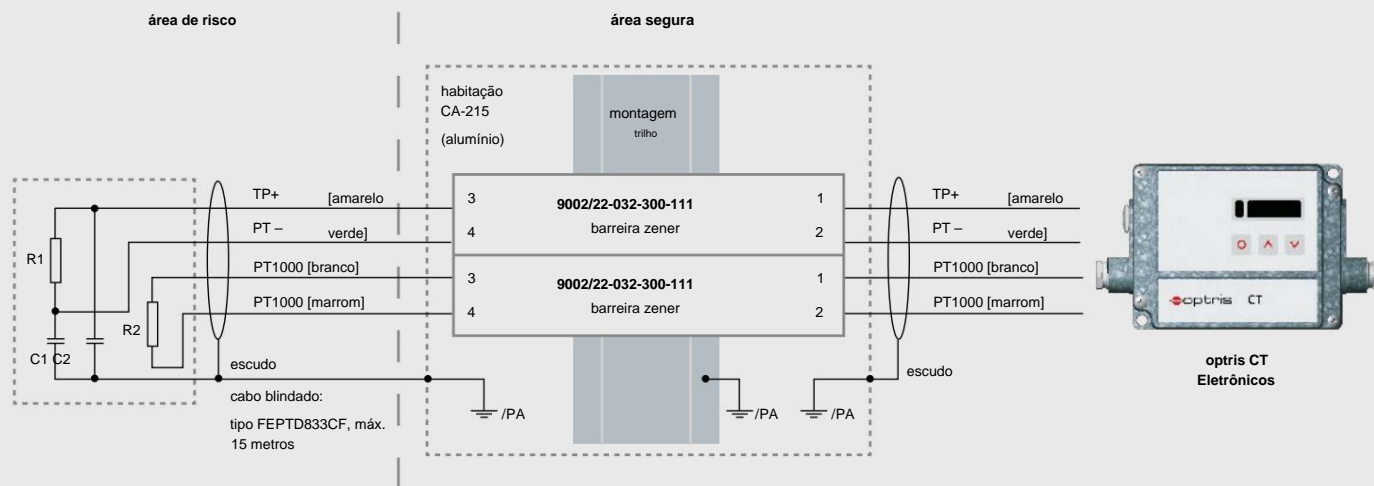 área de risco
área segura
habitação
CA-215
(alumínio)
montagem
trilho
TP+ [amarelo
PT – verde]
PT1000 [branco]
PT1000 [marrom]
R1
R2
C1 C2
3
4
9002/22-032-300-111
barreira zener
1
2
3
4
9002/22-032-300-111
barreira zener
1
2
TP+ [amarelo
PT – verde]
PT1000 [branco]
PT1000 [marrom]
escudo
cabo blindado:
tipo FEPTD833CF, máx.
15 metros
/PA
/PA
/PA
escudo
optris CT
optris CT
Eletrônicos